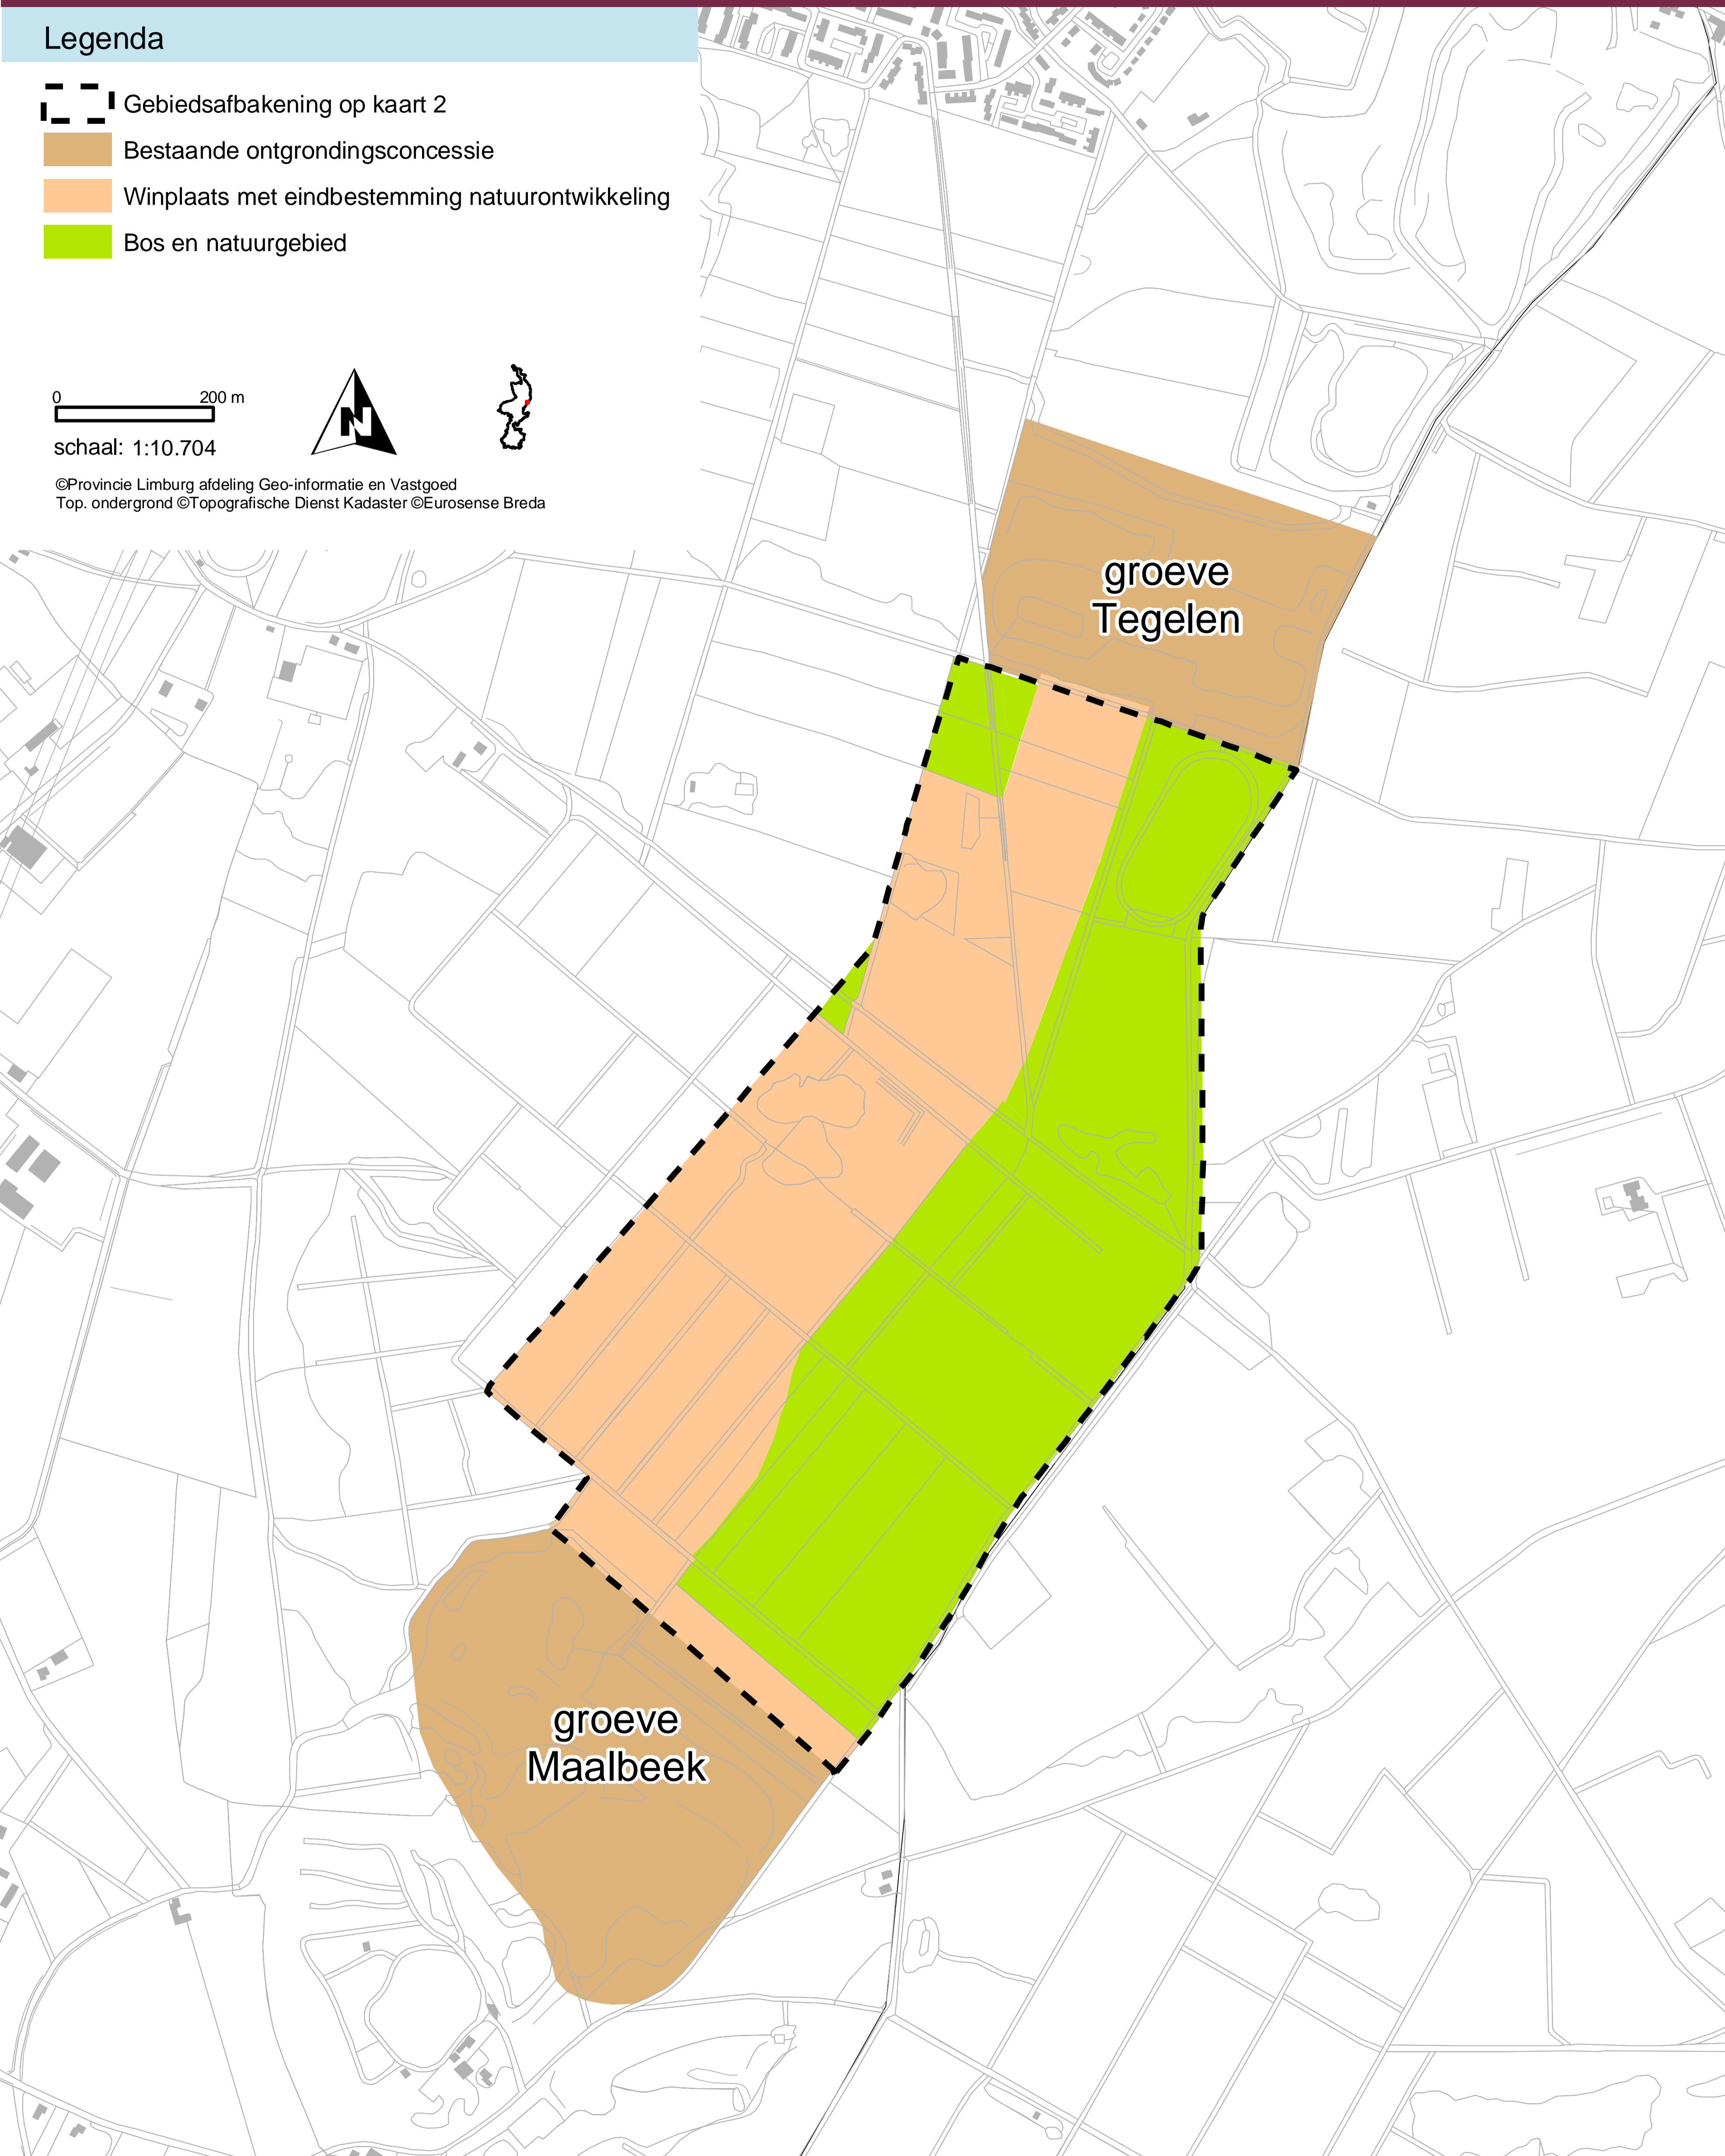 Legenda
Gebiedsafbakening op kaart 2
Bestaande ontgrondingsconcessie
Winplaats met eindbestemming natuurontwikkeling
Bos en natuurgebied
0 200 m
schaal: 1:10.704
N
©Provincie Limburg afdeling Geo-informatie en Vastgoed
Top. ondergrond ©Topografische Dienst Kadaster ©Eurosense Breda
groeve
Tegelen
groeve
Maalbeek